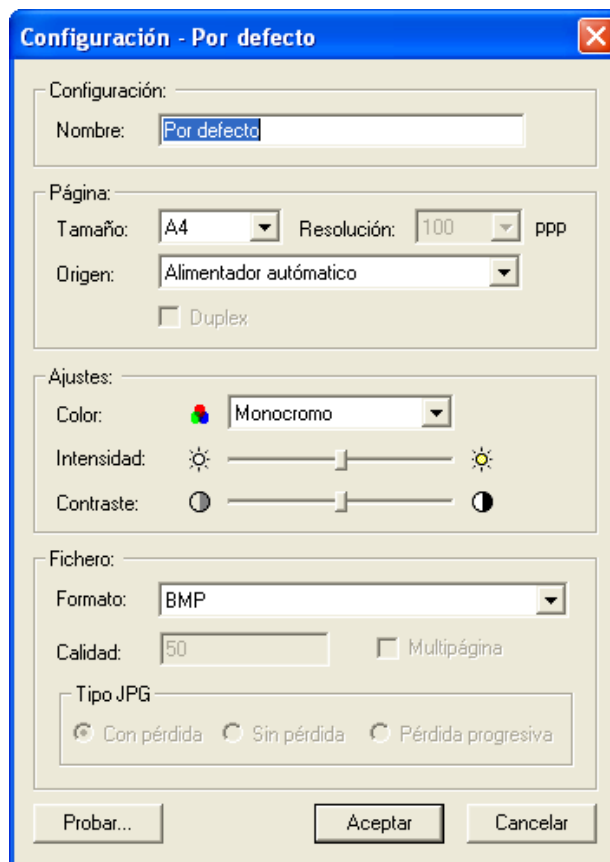 Configuración - Por defecto
Configuración:
Nombre: Por defecto
Página:
Tamaño: A4 Resolución: 100 ppp
Origen: Alimentador autómatico
Duplex
Ajustes:
Color: Monocromo
Intensidad:
Contraste:
Fichero:
Formato: BMP
Calidad: 50 Multipágina
Tipo JPG
Con pérdida Sin pérdida Pérdida progresiva
Probar... Aceptar Cancelar